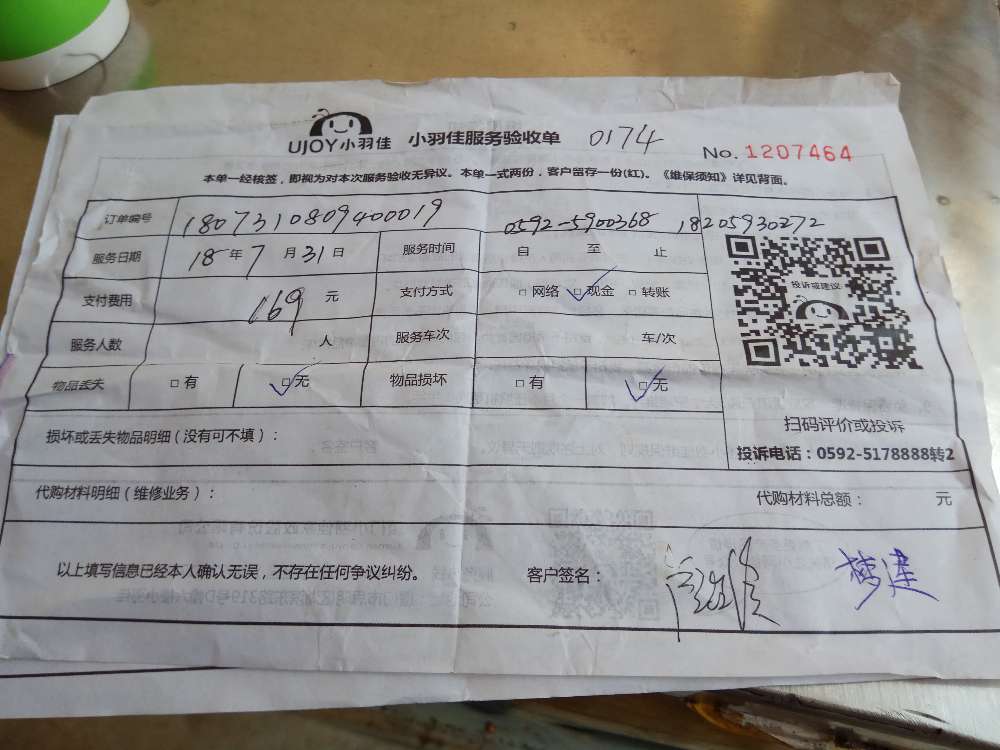 UJOY小羽佳 小羽佳服务验收单 0174 No. 1207464
本单一经核签，即视为对本次服务验收无异议。本单一式两份，客户留存一份(红)。《维保须知》详见背面。
订单编号 1807310809400019 0592-5900368 18205930272
服务日期 18年7月31日 服务时间 自 至 止
支付费用 169 元 支付方式 □网络 □现金 □转账
投诉或建议
服务人数 人 服务车次 车/次
物品丢失 □有 □无 物品损坏 □有 □无
扫码评价或投诉
损坏或丢失物品明细（没有可不填）：
投诉电话：0592-5178888转2
代购材料明细（维修业务）： 代购材料总额： 元
以上填写信息已经本人确认无误，不存在任何争议纠纷。 客户签名：